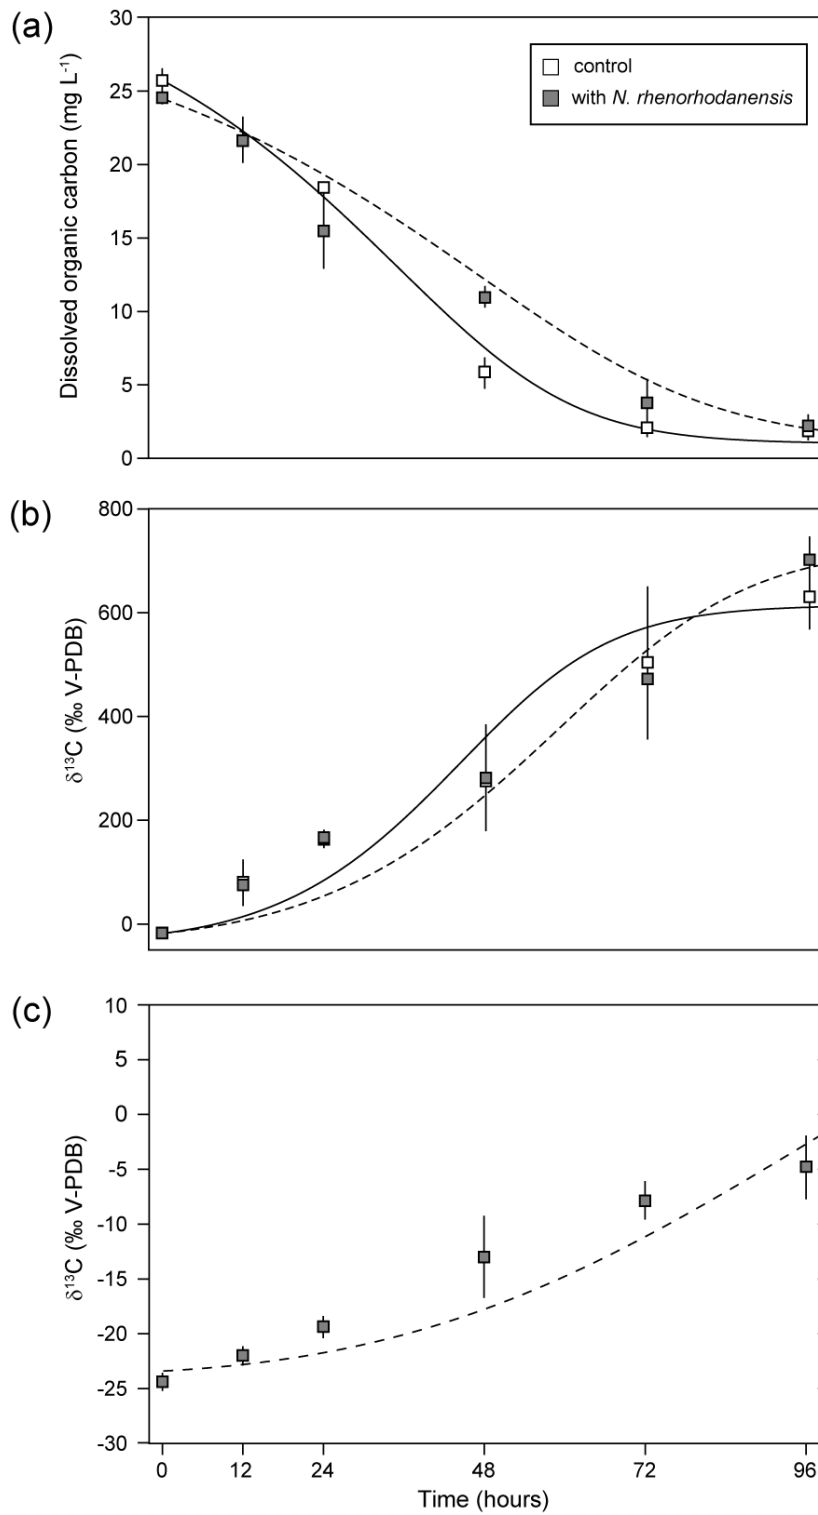 (a)
30
25
20
15
10
5
0
Dissolved organic carbon (mg L⁻¹)
control
with N. rhenorhodanensis
(b)
800
600
400
200
0
δ¹³C (‰ V-PDB)
(c)
10
5
0
-5
-10
-15
-20
-25
-30
δ¹³C (‰ V-PDB)
0 12 24 48 72 96
Time (hours)